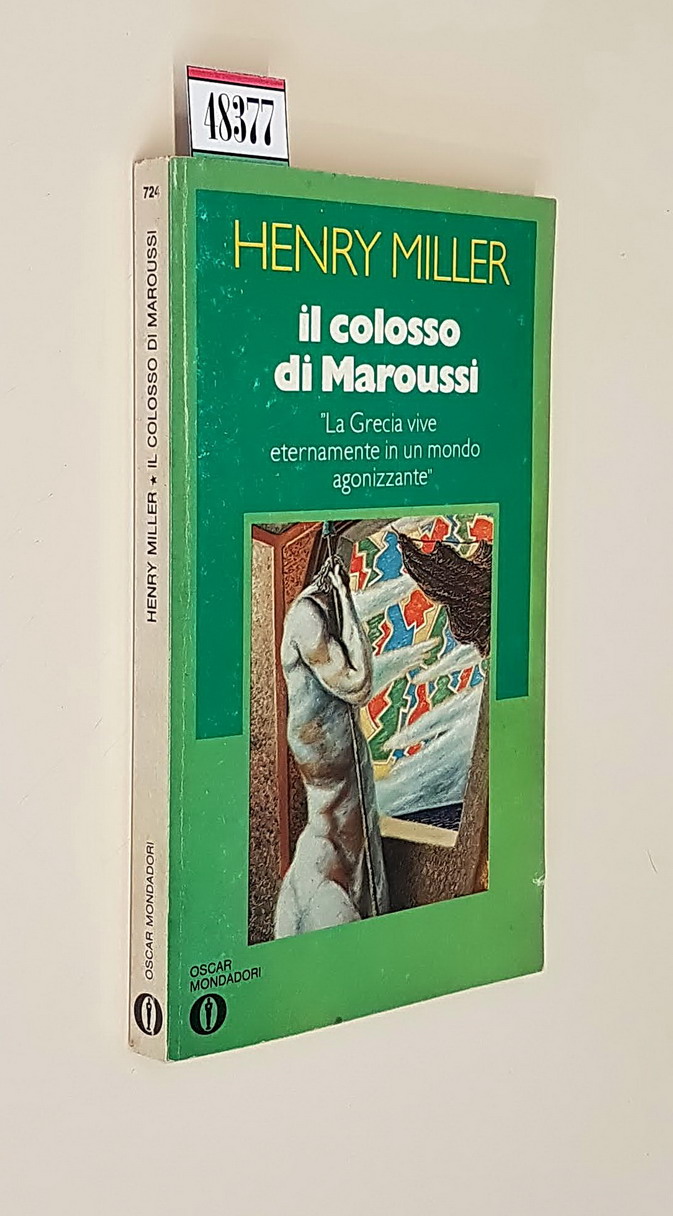 48377
724
HENRY MILLER ★ IL COLOSSO DI MAROUSSI
OSCAR MONDADORI
HENRY MILLER
il colosso
di Maroussi
"La Grecia vive
eternamente in un mondo
agonizzante"
OSCAR
MONDADORI